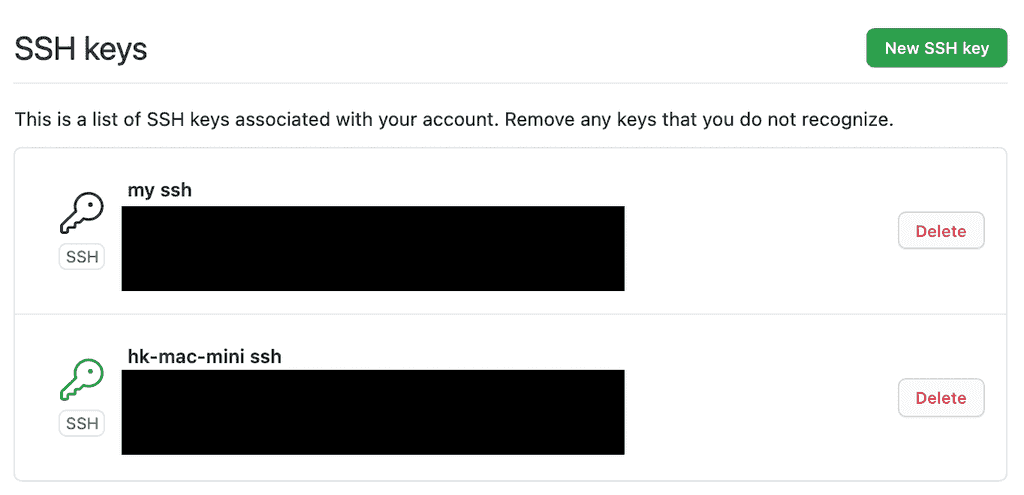 SSH keys
New SSH key
This is a list of SSH keys associated with your account. Remove any keys that you do not recognize.
my ssh
SSH
Delete
hk-mac-mini ssh
SSH
Delete